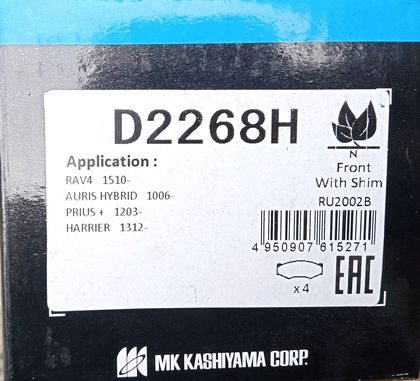 D2268H
Application :
RAV4 1510-
AURIS HYBRID 1006-
PRIUS + 1203-
HARRIER 1312-
N
Front
With Shim
RU2002B
4 950907 615271
x4
EAC
MK KASHIYAMA CORP.